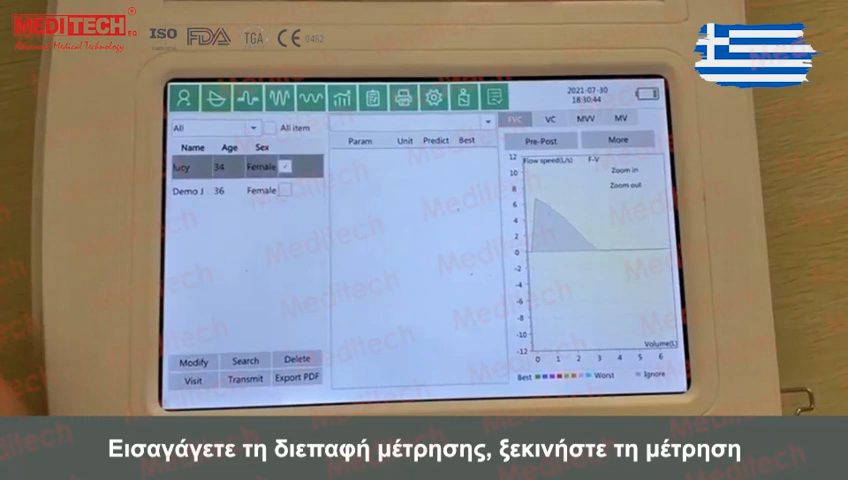 MEDITECH EQ
Advanced Medical Technology
ISO
FDA
TGA
CE 0482
2021-07-30
18:30:44
All
All item
Name Age Sex
lucy 34 Female
Demo J 36 Female
Param Unit Predict Best
FVC VC MVV MV
Pre-Post More
Flow speed(L/s) F-V
Zoom in
Zoom out
12
10
8
6
4
2
0
-2
-4
-6
-8
-10
-12
Volume(L)
0 1 2 3 4 5 6
Best Worst Ignore
Modify Search Delete
Visit Transmit Export PDF
Meditech
Εισαγάγετε τη διεπαφή μέτρησης, ξεκινήστε τη μέτρηση